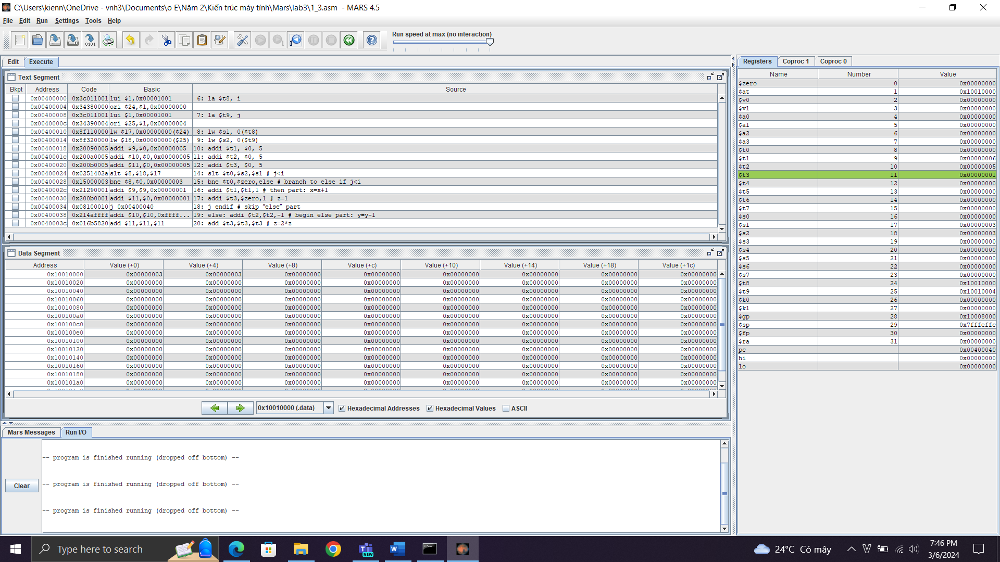 C:\Users\kienn\OneDrive - vnh3\Documents\o E\Năm 2\Kiến trúc máy tính\Mars\lab3\1_3.asm - MARS 4.5
File Edit Run Settings Tools Help
Run speed at max (no interaction)
Edit Execute
Text Segment
Bkpt Address Code Basic Source
0x00400000 0x3c011001 lui $1,0x00001001 6: la $t8, i
0x00400004 0x34380000 ori $24,$1,0x00000000
0x00400008 0x3c011001 lui $1,0x00001001 7: la $t9, j
0x0040000c 0x34390004 ori $25,$1,0x00000004
0x00400010 0x8f110000 lw $17,0x00000000($24) 8: lw $s1, 0($t8)
0x00400014 0x8f320000 lw $18,0x00000000($25) 9: lw $s2, 0($t9)
0x00400018 0x20090005 addi $9,$0,0x00000005 10: addi $t1, $0, 5
0x0040001c 0x200a0005 addi $10,$0,0x00000005 11: addi $t2, $0, 5
0x00400020 0x200b0005 addi $11,$0,0x00000005 12: addi $t3, $0, 5
0x00400024 0x0251402a slt $8,$18,$17 14: slt $t0,$s2,$s1 # j<i
0x00400028 0x15000003 bne $8,$0,0x00000003 15: bne $t0,$zero,else # branch to else if j<i
0x0040002c 0x21290001 addi $9,$9,0x00000001 16: addi $t1,$t1,1 # then part: x=x+1
0x00400030 0x200b0001 addi $11,$0,0x00000001 17: addi $t3,$zero,1 # z=1
0x00400034 0x08100010 j 0x00400040 18: j endif # skip “else” part
0x00400038 0x214affff addi $10,$10,0xffff... 19: else: addi $t2,$t2,-1 # begin else part: y=y-1
0x0040003c 0x016b5820 add $11,$11,$11 20: add $t3,$t3,$t3 # z=2*z
Data Segment
Address Value (+0) Value (+4) Value (+8) Value (+c) Value (+10) Value (+14) Value (+18) Value (+1c)
0x10010000 0x00000003 0x00000003 0x00000000 0x00000000 0x00000000 0x00000000 0x00000000 0x00000000
0x10010020 0x00000000 0x00000000 0x00000000 0x00000000 0x00000000 0x00000000 0x00000000 0x00000000
0x10010040 0x00000000 0x00000000 0x00000000 0x00000000 0x00000000 0x00000000 0x00000000 0x00000000
0x10010060 0x00000000 0x00000000 0x00000000 0x00000000 0x00000000 0x00000000 0x00000000 0x00000000
0x10010080 0x00000000 0x00000000 0x00000000 0x00000000 0x00000000 0x00000000 0x00000000 0x00000000
0x100100a0 0x00000000 0x00000000 0x00000000 0x00000000 0x00000000 0x00000000 0x00000000 0x00000000
0x100100c0 0x00000000 0x00000000 0x00000000 0x00000000 0x00000000 0x00000000 0x00000000 0x00000000
0x100100e0 0x00000000 0x00000000 0x00000000 0x00000000 0x00000000 0x00000000 0x00000000 0x00000000
0x10010100 0x00000000 0x00000000 0x00000000 0x00000000 0x00000000 0x00000000 0x00000000 0x00000000
0x10010120 0x00000000 0x00000000 0x00000000 0x00000000 0x00000000 0x00000000 0x00000000 0x00000000
0x10010140 0x00000000 0x00000000 0x00000000 0x00000000 0x00000000 0x00000000 0x00000000 0x00000000
0x10010160 0x00000000 0x00000000 0x00000000 0x00000000 0x00000000 0x00000000 0x00000000 0x00000000
0x10010180 0x00000000 0x00000000 0x00000000 0x00000000 0x00000000 0x00000000 0x00000000 0x00000000
0x100101a0 0x00000000 0x00000000 0x00000000 0x00000000 0x00000000 0x00000000 0x00000000 0x00000000
0x10010000 (.data) Hexadecimal Addresses Hexadecimal Values ASCII
Mars Messages Run I/O
-- program is finished running (dropped off bottom) --
-- program is finished running (dropped off bottom) --
-- program is finished running (dropped off bottom) --
Clear
Registers Coproc 1 Coproc 0
Name Number Value
$zero 0 0x00000000
$at 1 0x10010000
$v0 2 0x00000000
$v1 3 0x00000000
$a0 4 0x00000000
$a1 5 0x00000000
$a2 6 0x00000000
$a3 7 0x00000000
$t0 8 0x00000000
$t1 9 0x00000006
$t2 10 0x00000005
$t3 11 0x00000001
$t4 12 0x00000000
$t5 13 0x00000000
$t6 14 0x00000000
$t7 15 0x00000000
$s0 16 0x00000000
$s1 17 0x00000003
$s2 18 0x00000003
$s3 19 0x00000000
$s4 20 0x00000000
$s5 21 0x00000000
$s6 22 0x00000000
$s7 23 0x00000000
$t8 24 0x10010000
$t9 25 0x10010004
$k0 26 0x00000000
$k1 27 0x00000000
$gp 28 0x10008000
$sp 29 0x7fffeffc
$fp 30 0x00000000
$ra 31 0x00000000
pc 0x00400040
hi 0x00000000
lo 0x00000000
Type here to search
NEW
24°C Có mây
7:46 PM
3/6/2024